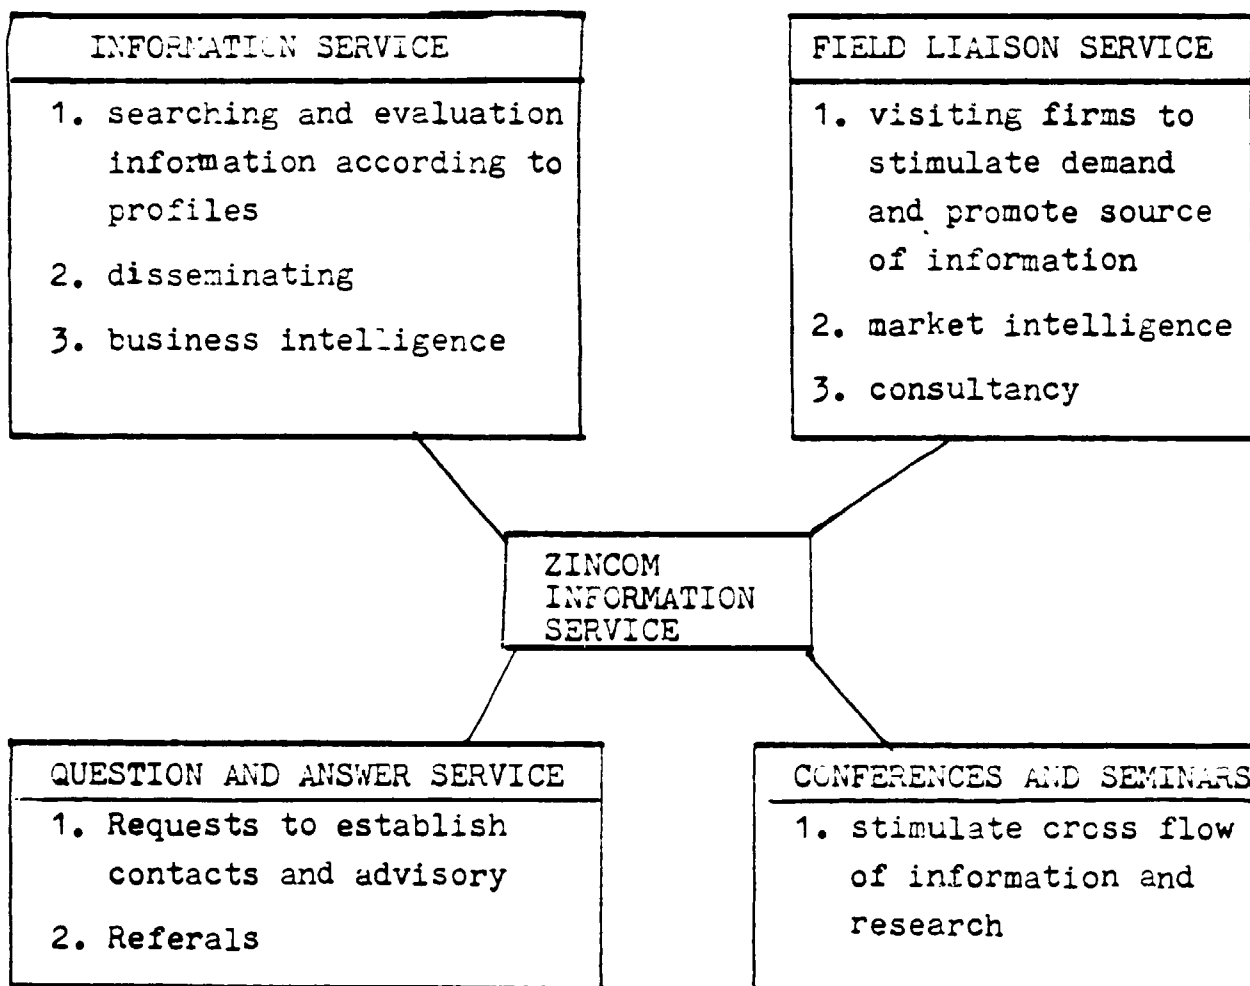 INFORMATION SERVICE
1. searching and evaluation
information according to
profiles
2. disseminating
3. business intelligence
FIELD LIAISON SERVICE
1. visiting firms to
stimulate demand
and promote source
of information
2. market intelligence
3. consultancy
ZINCOM
INFORMATION
SERVICE
QUESTION AND ANSWER SERVICE
1. Requests to establish
contacts and advisory
2. Referals
CONFERENCES AND SEMINARS
1. stimulate cross flow
of information and
research